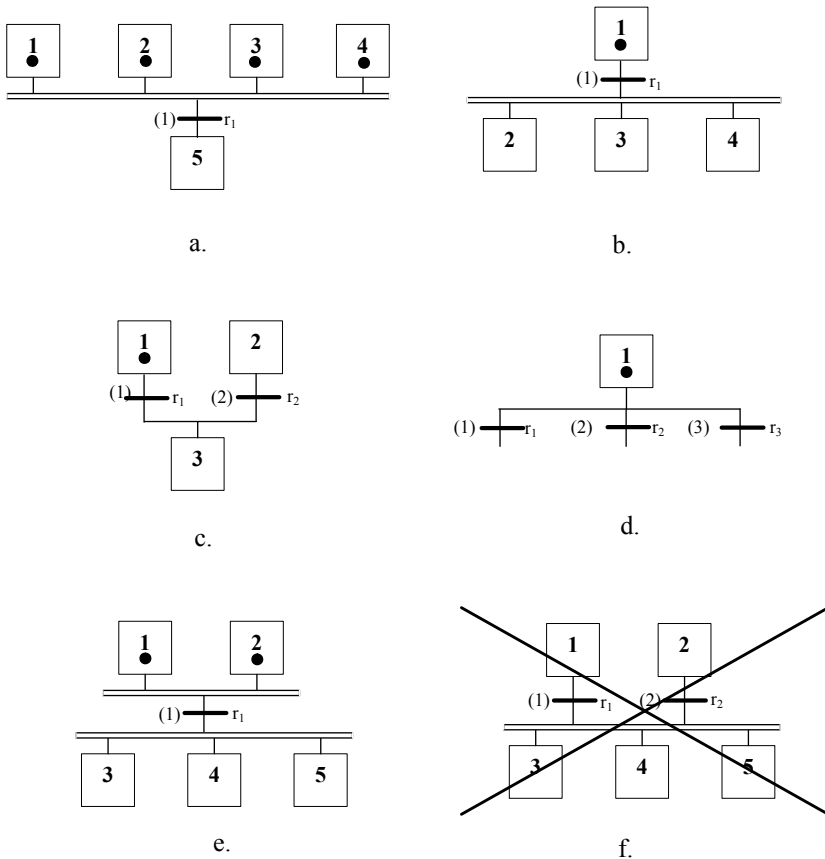 1 2 3 4
(1) r₁
5
a.
1
(1) r₁
2 3 4
b.
1 2
(1) r₁ (2) r₂
3
c.
1
(1) r₁ (2) r₂ (3) r₃
d.
1 2
(1) r₁
3 4 5
e.
1 2
(1) r₁ (2) r₂
3 4 5
f.